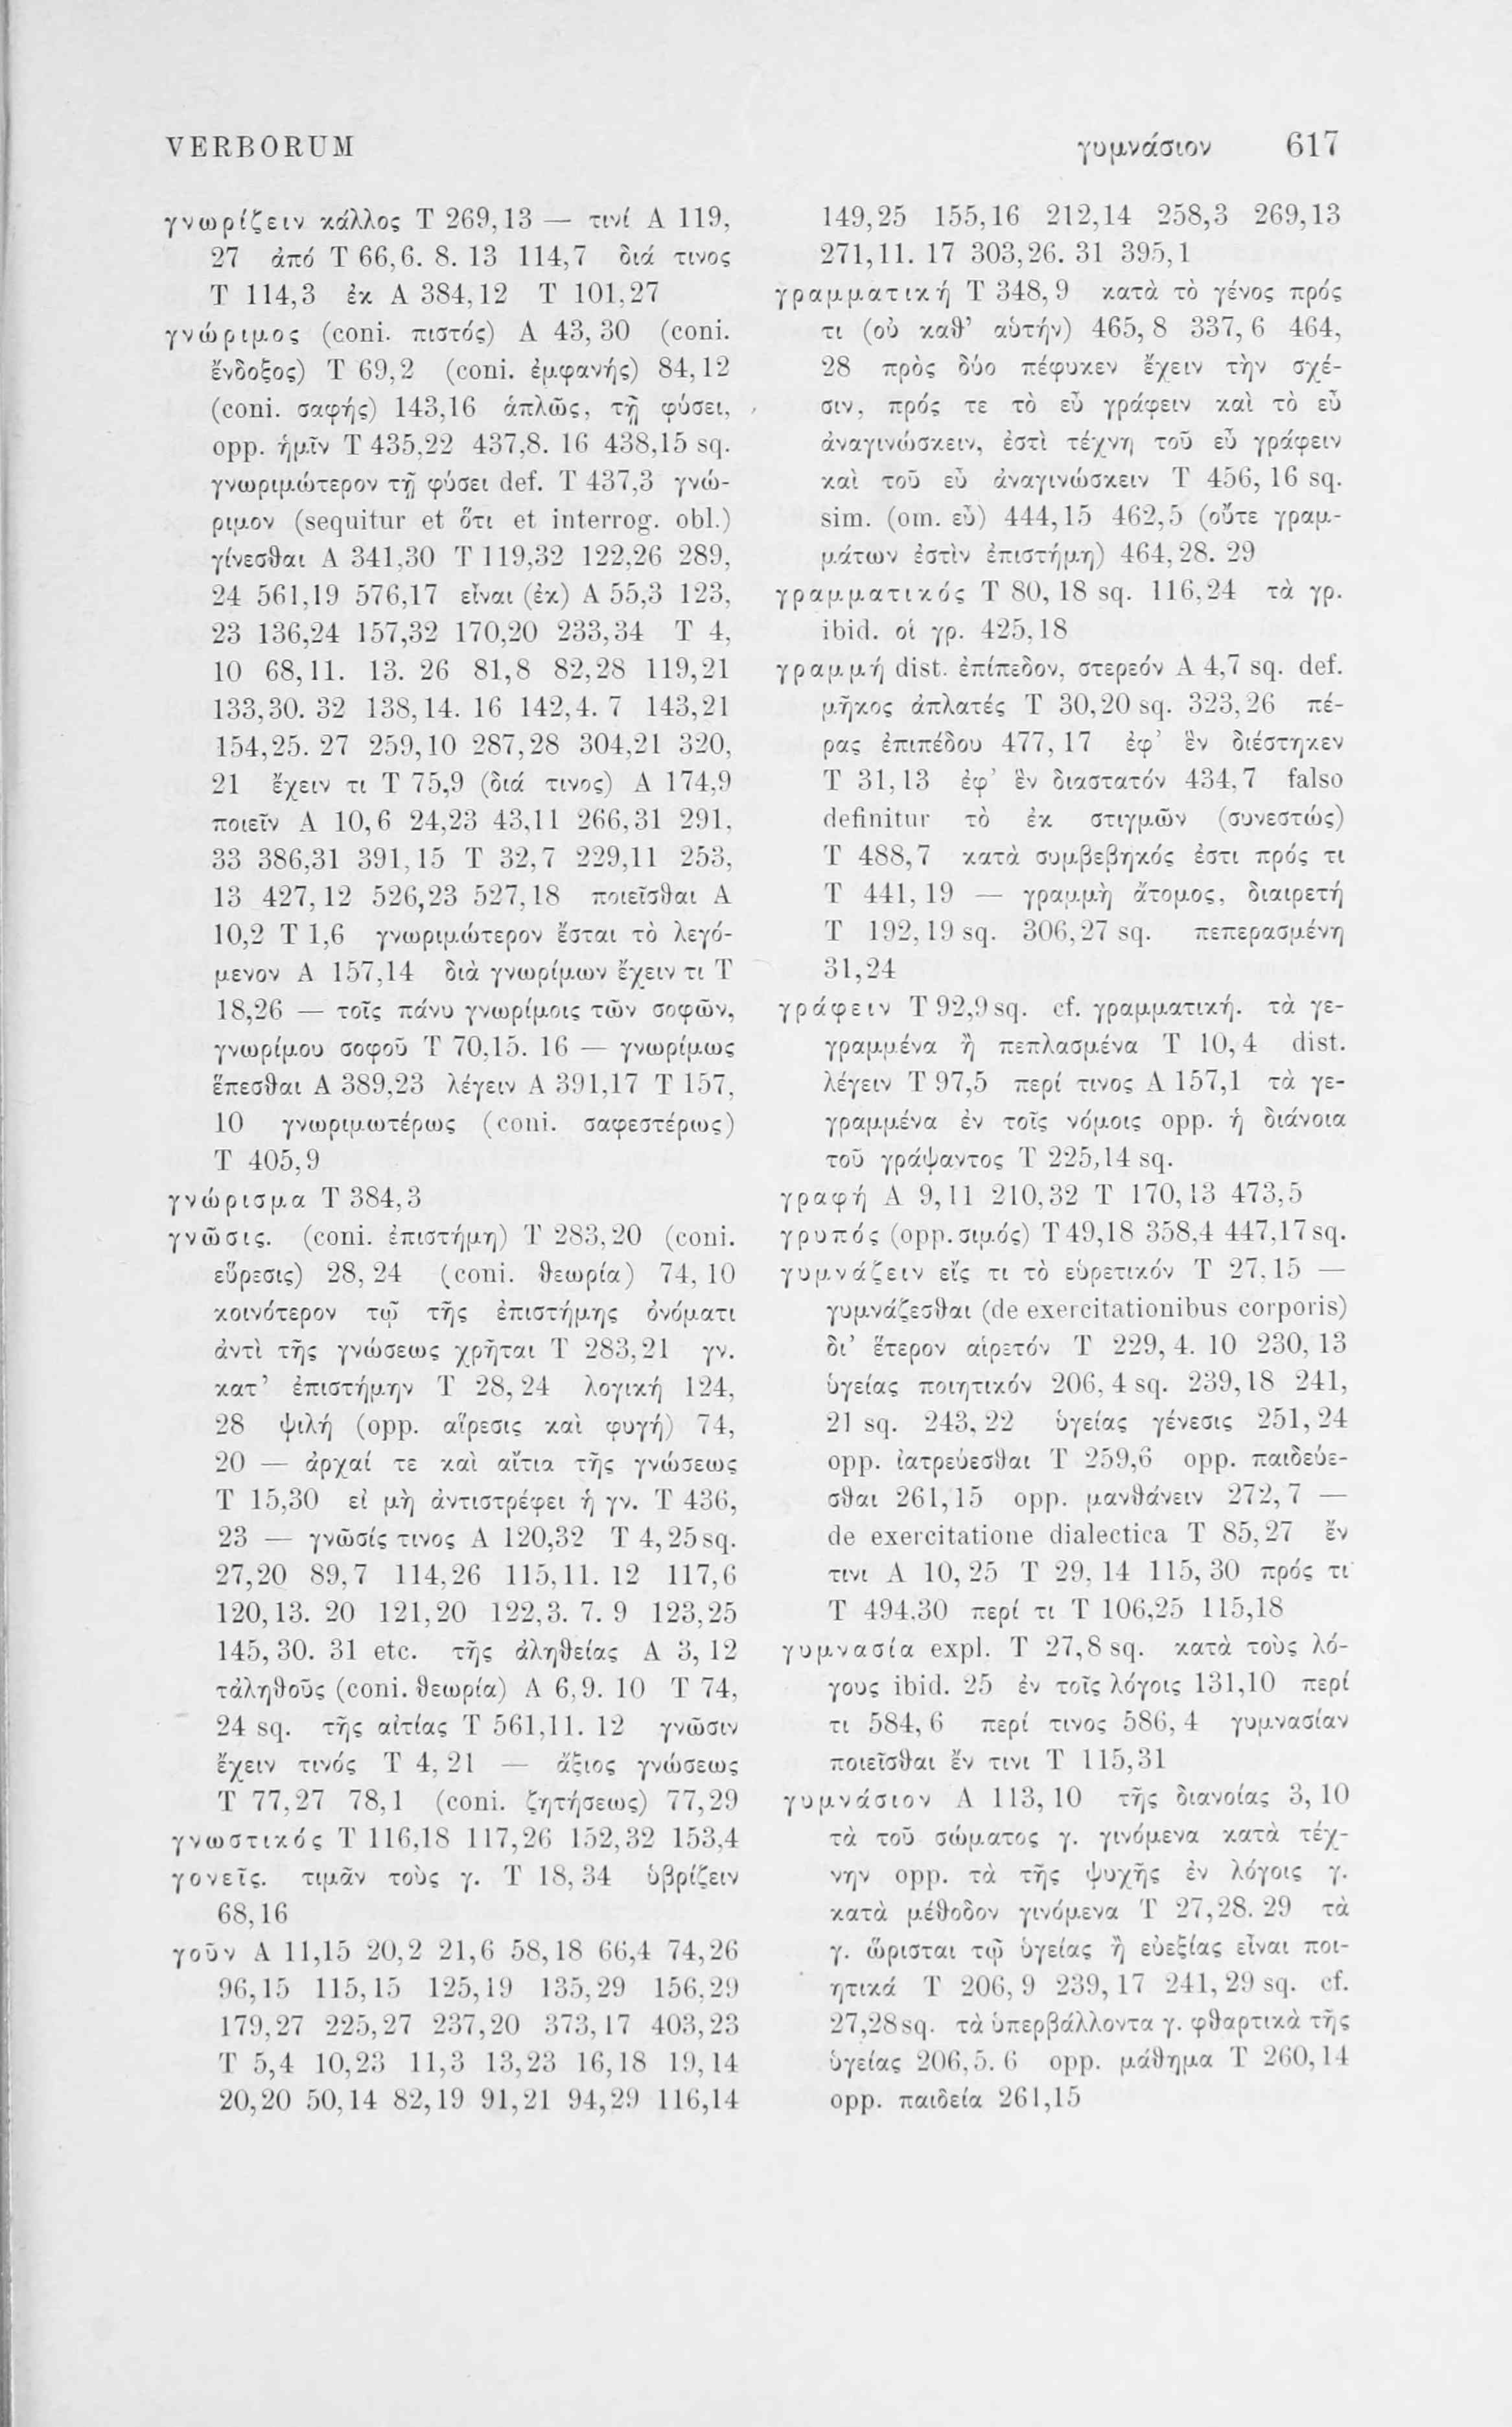 VERBORUM γυμνάσιον 617
γνωρίζειν κάλλος T 269,13 — τινί A 119,
27 ἀπό T 66,6. 8. 13 114,7 διά τινος
T 114,3 ἐκ A 384,12 T 101,27
γνώριμος (coni. πιστός) A 43,30 (coni.
ἔνδοξος) T 69,2 (coni. ἐμφανής) 84,12
(coni. σαφής) 143,16 ἁπλῶς, τῇ φύσει,
opp. ἡμῖν T 435,22 437,8. 16 438,15 sq.
γνωριμώτερον τῇ φύσει def. T 437,3 γνώ-
ριμον (sequitur et ὅτι et interrog. obl.)
γίνεσθαι A 341,30 T 119,32 122,26 289,
24 561,19 576,17 εἶναι (ἐκ) A 55,3 123,
23 136,24 157,32 170,20 233,34 T 4,
10 68,11. 13. 26 81,8 82,28 119,21
133,30. 32 138,14. 16 142,4. 7 143,21
154,25. 27 259,10 287,28 304,21 320,
21 ἔχειν τι T 75,9 (διά τινος) A 174,9
ποιεῖν A 10,6 24,23 43,11 266,31 291,
33 386,31 391,15 T 32,7 229,11 253,
13 427,12 526,23 527,18 ποιεῖσθαι A
10,2 T 1,6 γνωριμώτερον ἔσται τὸ λεγό-
μενον A 157,14 διὰ γνωρίμων ἔχειν τι T
18,26 — τοῖς πάνυ γνωρίμοις τῶν σοφῶν,
γνωρίμου σοφοῦ T 70,15. 16 — γνωρίμως
ἕπεσθαι A 389,23 λέγειν A 391,17 T 157,
10 γνωριμωτέρως (coni. σαφεστέρως)
T 405,9
γνώρισμα T 384,3
γνῶσις. (coni. ἐπιστήμη) T 283,20 (coni.
εὕρεσις) 28,24 (coni. θεωρία) 74,10
κοινότερον τῷ τῆς ἐπιστήμης ὀνόματι
ἀντὶ τῆς γνώσεως χρῆται T 283,21 γν.
κατ’ ἐπιστήμην T 28,24 λογική 124,
28 ψιλή (opp. αἵρεσις καὶ φυγή) 74,
20 — ἀρχαί τε καὶ αἴτια τῆς γνώσεως
T 15,30 εἰ μὴ ἀντιστρέφει ἡ γν. T 436,
23 — γνῶσίς τινος A 120,32 T 4,25 sq.
27,20 89,7 114,26 115,11. 12 117,6
120,13. 20 121,20 122,3. 7. 9 123,25
145,30. 31 etc. τῆς ἀληθείας A 3,12
τἀληθοῦς (coni. θεωρία) A 6,9. 10 T 74,
24 sq. τῆς αἰτίας T 561,11. 12 γνῶσιν
ἔχειν τινός T 4,21 — ἄξιος γνώσεως
T 77,27 78,1 (coni. ζητήσεως) 77,29
γνωστικός T 116,18 117,26 152,32 153,4
γονεῖς. τιμᾶν τοὺς γ. T 18,34 ὑβρίζειν
68,16
γοῦν A 11,15 20,2 21,6 58,18 66,4 74,26
96,15 115,15 125,19 135,29 156,29
179,27 225,27 237,20 373,17 403,23
T 5,4 10,23 11,3 13,23 16,18 19,14
20,20 50,14 82,19 91,21 94,29 116,14
149,25 155,16 212,14 258,3 269,13
271,11. 17 303,26. 31 395,1
γραμματική T 348,9 κατὰ τὸ γένος πρός
τι (οὐ καθ’ αὑτήν) 465,8 337,6 464,
28 πρὸς δύο πέφυκεν ἔχειν τὴν σχέ-
σιν, πρός τε τὸ εὖ γράφειν καὶ τὸ εὖ
ἀναγινώσκειν, ἐστὶ τέχνη τοῦ εὖ γράφειν
καὶ τοῦ εὖ ἀναγινώσκειν T 456,16 sq.
sim. (om. εὖ) 444,15 462,5 (οὔτε γραμ-
μάτων ἐστὶν ἐπιστήμη) 464,28. 29
γραμματικός T 80,18 sq. 116,24 τὰ γρ.
ibid. οἱ γρ. 425,18
γραμμή dist. ἐπίπεδον, στερεόν A 4,7 sq. def.
μῆκος ἀπλατές T 30,20 sq. 323,26 πέ-
ρας ἐπιπέδου 477,17 ἐφ’ ἓν διέστηκεν
T 31,13 ἐφ’ ἓν διαστατόν 434,7 falso
definitur τὸ ἐκ στιγμῶν (συνεστώς)
T 488,7 κατὰ συμβεβηκός ἐστι πρός τι
T 441,19 — γραμμὴ ἄτομος, διαιρετή
T 192,19 sq. 306,27 sq. πεπερασμένη
31,24
γράφειν T 92,9 sq. cf. γραμματική. τὰ γε-
γραμμένα ἢ πεπλασμένα T 10,4 dist.
λέγειν T 97,5 περί τινος A 157,1 τὰ γε-
γραμμένα ἐν τοῖς νόμοις opp. ἡ διάνοια
τοῦ γράψαντος T 225,14 sq.
γραφή A 9,11 210,32 T 170,13 473,5
γρυπός (opp. σιμός) T 49,18 358,4 447,17 sq.
γυμνάζειν εἴς τι τὸ εὑρετικόν T 27,15 —
γυμνάζεσθαι (de exercitationibus corporis)
δι’ ἕτερον αἱρετόν T 229,4. 10 230,13
ὑγείας ποιητικόν 206,4 sq. 239,18 241,
21 sq. 243,22 ὑγείας γένεσις 251,24
opp. ἰατρεύεσθαι T 259,6 opp. παιδεύε-
σθαι 261,15 opp. μανθάνειν 272,7 —
de exercitatione dialectica T 85,27 ἔν
τινι A 10,25 T 29,14 115,30 πρός τι
T 494,30 περί τι T 106,25 115,18
γυμνασία expl. T 27,8 sq. κατὰ τοὺς λό-
γους ibid. 25 ἐν τοῖς λόγοις 131,10 περί
τι 584,6 περί τινος 586,4 γυμνασίαν
ποιεῖσθαι ἔν τινι T 115,31
γυμνάσιον A 113,10 τῆς διανοίας 3,10
τὰ τοῦ σώματος γ. γινόμενα κατὰ τέχ-
νην opp. τὰ τῆς ψυχῆς ἐν λόγοις γ.
κατὰ μέθοδον γινόμενα T 27,28. 29 τὰ
γ. ὥρισται τῷ ὑγείας ἢ εὐεξίας εἶναι ποι-
ητικά T 206,9 239,17 241,29 sq. cf.
27,28 sq. τὰ ὑπερβάλλοντα γ. φθαρτικὰ τῆς
ὑγείας 206,5. 6 opp. μάθημα T 260,14
opp. παιδεία 261,15